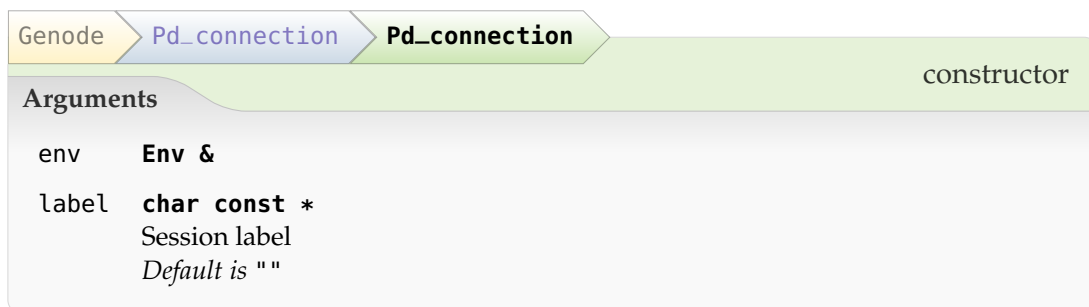 Genode Pd_connection Pd_connection
constructor
Arguments
env Env &
label char const *
Session label
Default is ""